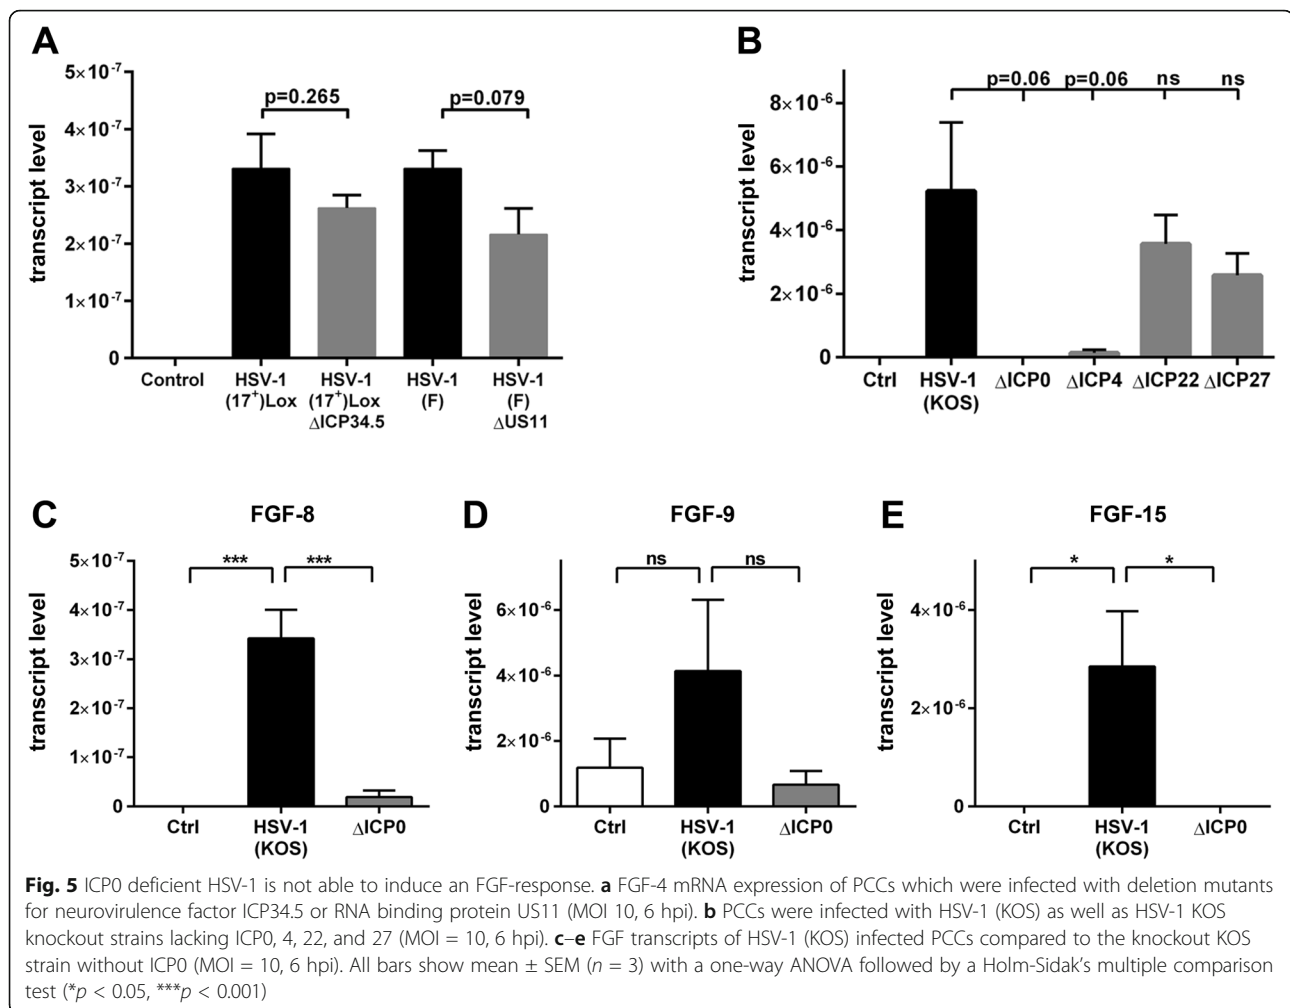 A
transcript level
5×10⁻⁷
4×10⁻⁷
3×10⁻⁷
2×10⁻⁷
1×10⁻⁷
0
p=0.265
p=0.079
Control
HSV-1
(17⁺)Lox
HSV-1
(17⁺)Lox
ΔICP34.5
HSV-1
(F)
HSV-1
(F)
ΔUS11
B
transcript level
8×10⁻⁶
6×10⁻⁶
4×10⁻⁶
2×10⁻⁶
0
p=0.06 p=0.06 ns ns
Ctrl
HSV-1
(KOS)
ΔICP0
ΔICP4
ΔICP22
ΔICP27
C
FGF-8
transcript level
5×10⁻⁷
4×10⁻⁷
3×10⁻⁷
2×10⁻⁷
1×10⁻⁷
0
*** ***
Ctrl
HSV-1
(KOS)
ΔICP0
D
FGF-9
transcript level
6×10⁻⁶
4×10⁻⁶
2×10⁻⁶
0
ns ns
Ctrl
HSV-1
(KOS)
ΔICP0
E
FGF-15
transcript level
4×10⁻⁶
2×10⁻⁶
0
* *
Ctrl
HSV-1
(KOS)
ΔICP0
Fig. 5 ICP0 deficient HSV-1 is not able to induce an FGF-response. a FGF-4 mRNA expression of PCCs which were infected with deletion mutants
for neurovirulence factor ICP34.5 or RNA binding protein US11 (MOI 10, 6 hpi). b PCCs were infected with HSV-1 (KOS) as well as HSV-1 KOS
knockout strains lacking ICP0, 4, 22, and 27 (MOI = 10, 6 hpi). c–e FGF transcripts of HSV-1 (KOS) infected PCCs compared to the knockout KOS
strain without ICP0 (MOI = 10, 6 hpi). All bars show mean ± SEM (n = 3) with a one-way ANOVA followed by a Holm-Sidak's multiple comparison
test (*p < 0.05, ***p < 0.001)